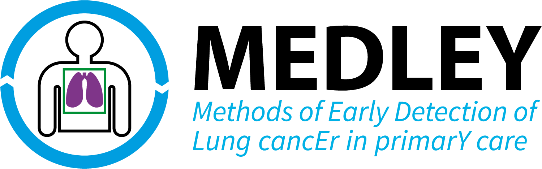 MEDLEY
Methods of Early Detection of
Lung cancEr in primarY care